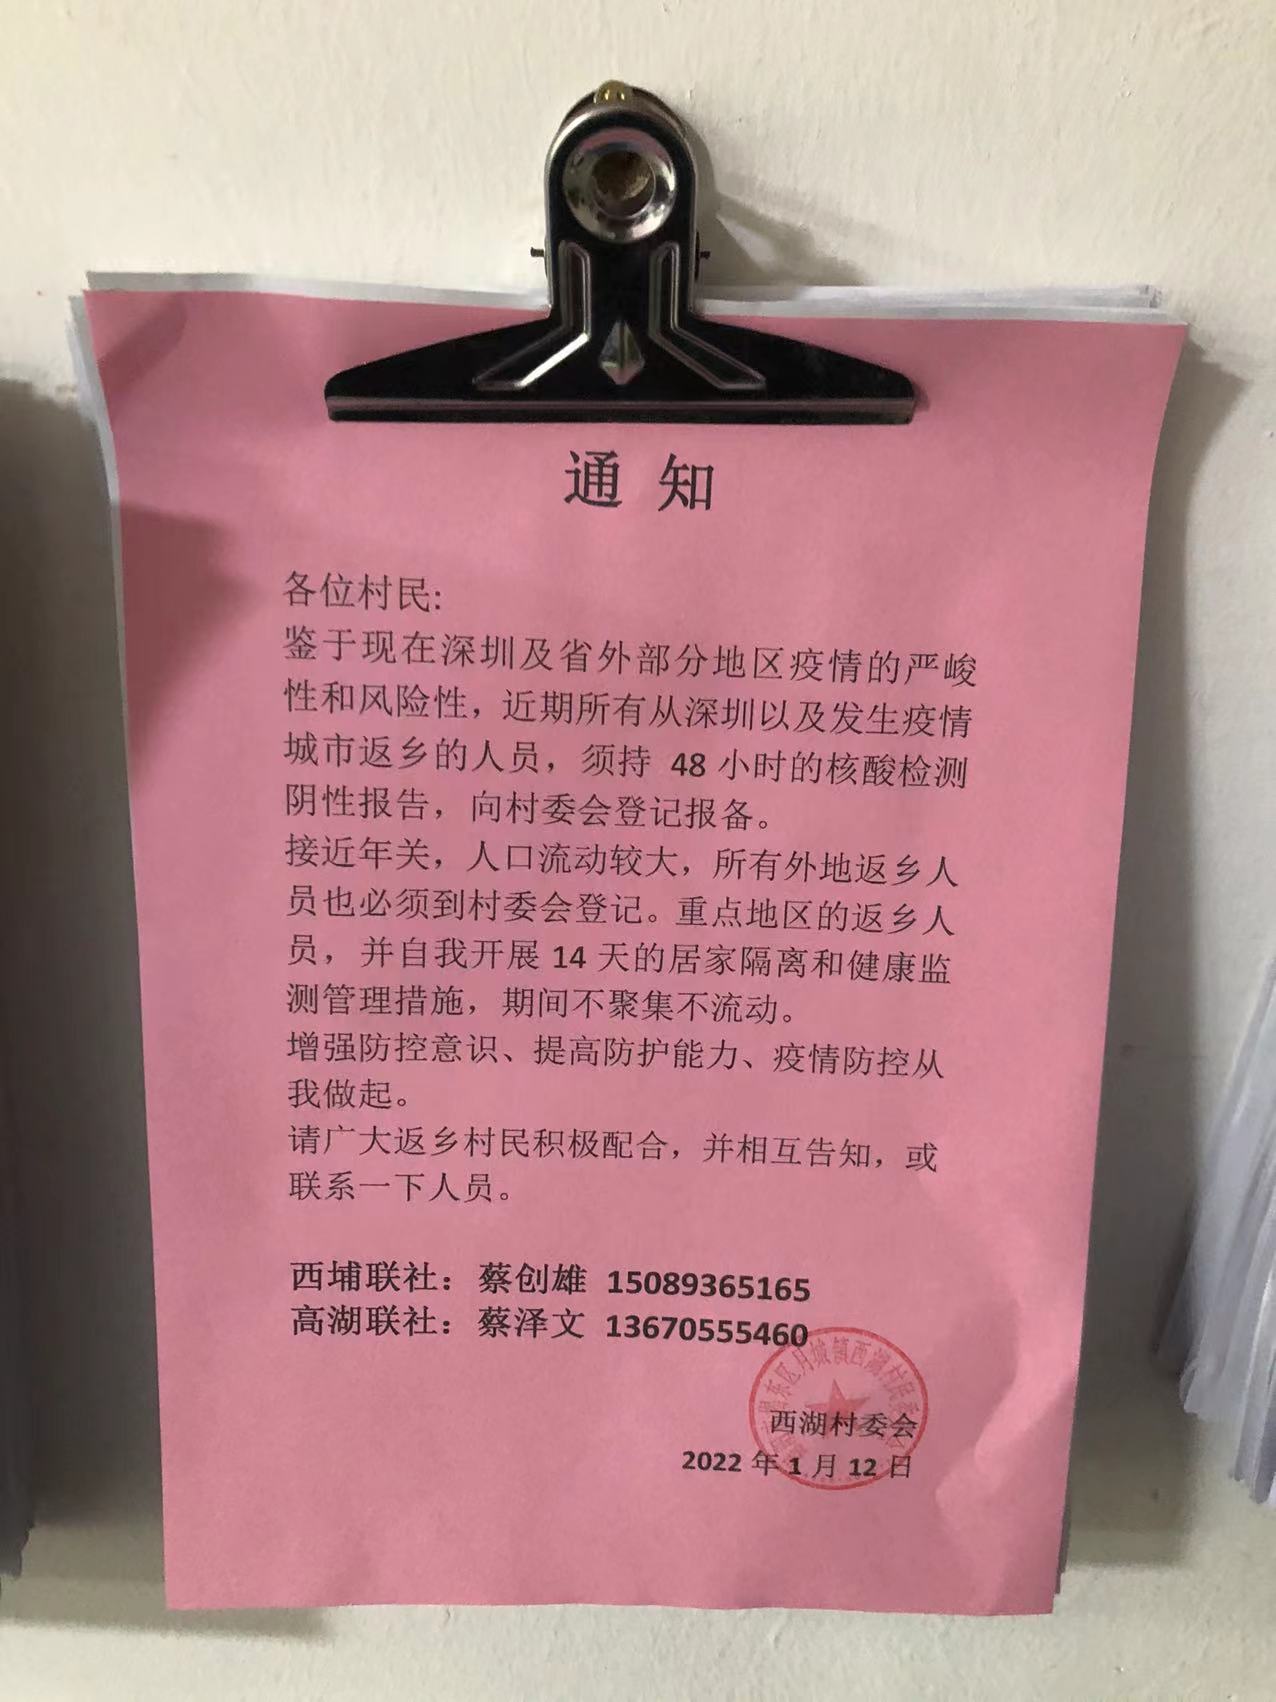 通 知
各位村民:
鉴于现在深圳及省外部分地区疫情的严峻
性和风险性，近期所有从深圳以及发生疫情
城市返乡的人员，须持 48 小时的核酸检测
阴性报告，向村委会登记报备。
接近年关，人口流动较大，所有外地返乡人
员也必须到村委会登记。重点地区的返乡人
员，并自我开展 14 天的居家隔离和健康监
测管理措施，期间不聚集不流动。
增强防控意识、提高防护能力、疫情防控从
我做起。
请广大返乡村民积极配合，并相互告知，或
联系一下人员。
西埔联社：蔡创雄 15089365165
高湖联社：蔡泽文 13670555460
东区月城镇西湖村民委
西湖村委会
2022 年 1 月 12 日